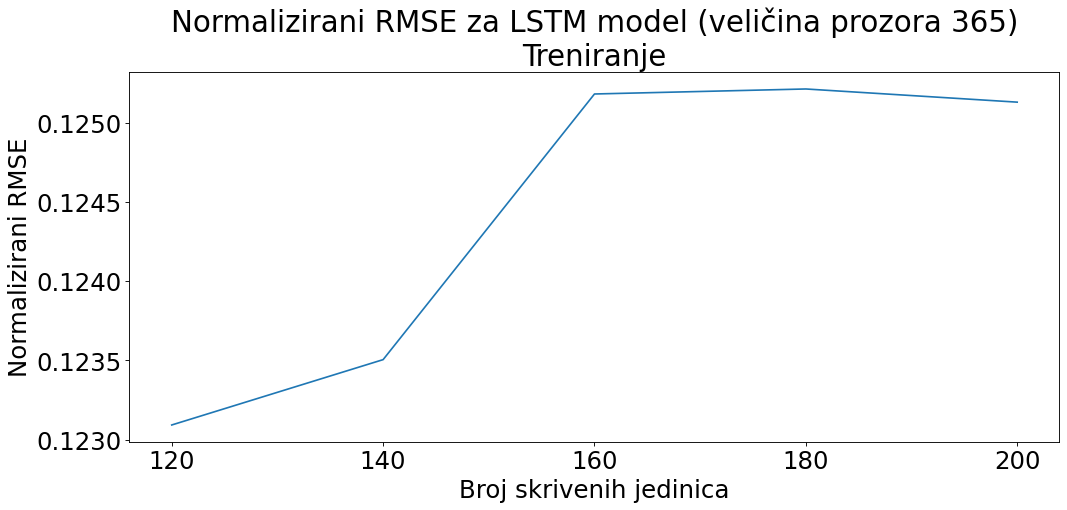 Normalizirani RMSE za LSTM model (veličina prozora 365)
Treniranje
Normalizirani RMSE
0.1250
0.1245
0.1240
0.1235
0.1230
120 140 160 180 200
Broj skrivenih jedinica